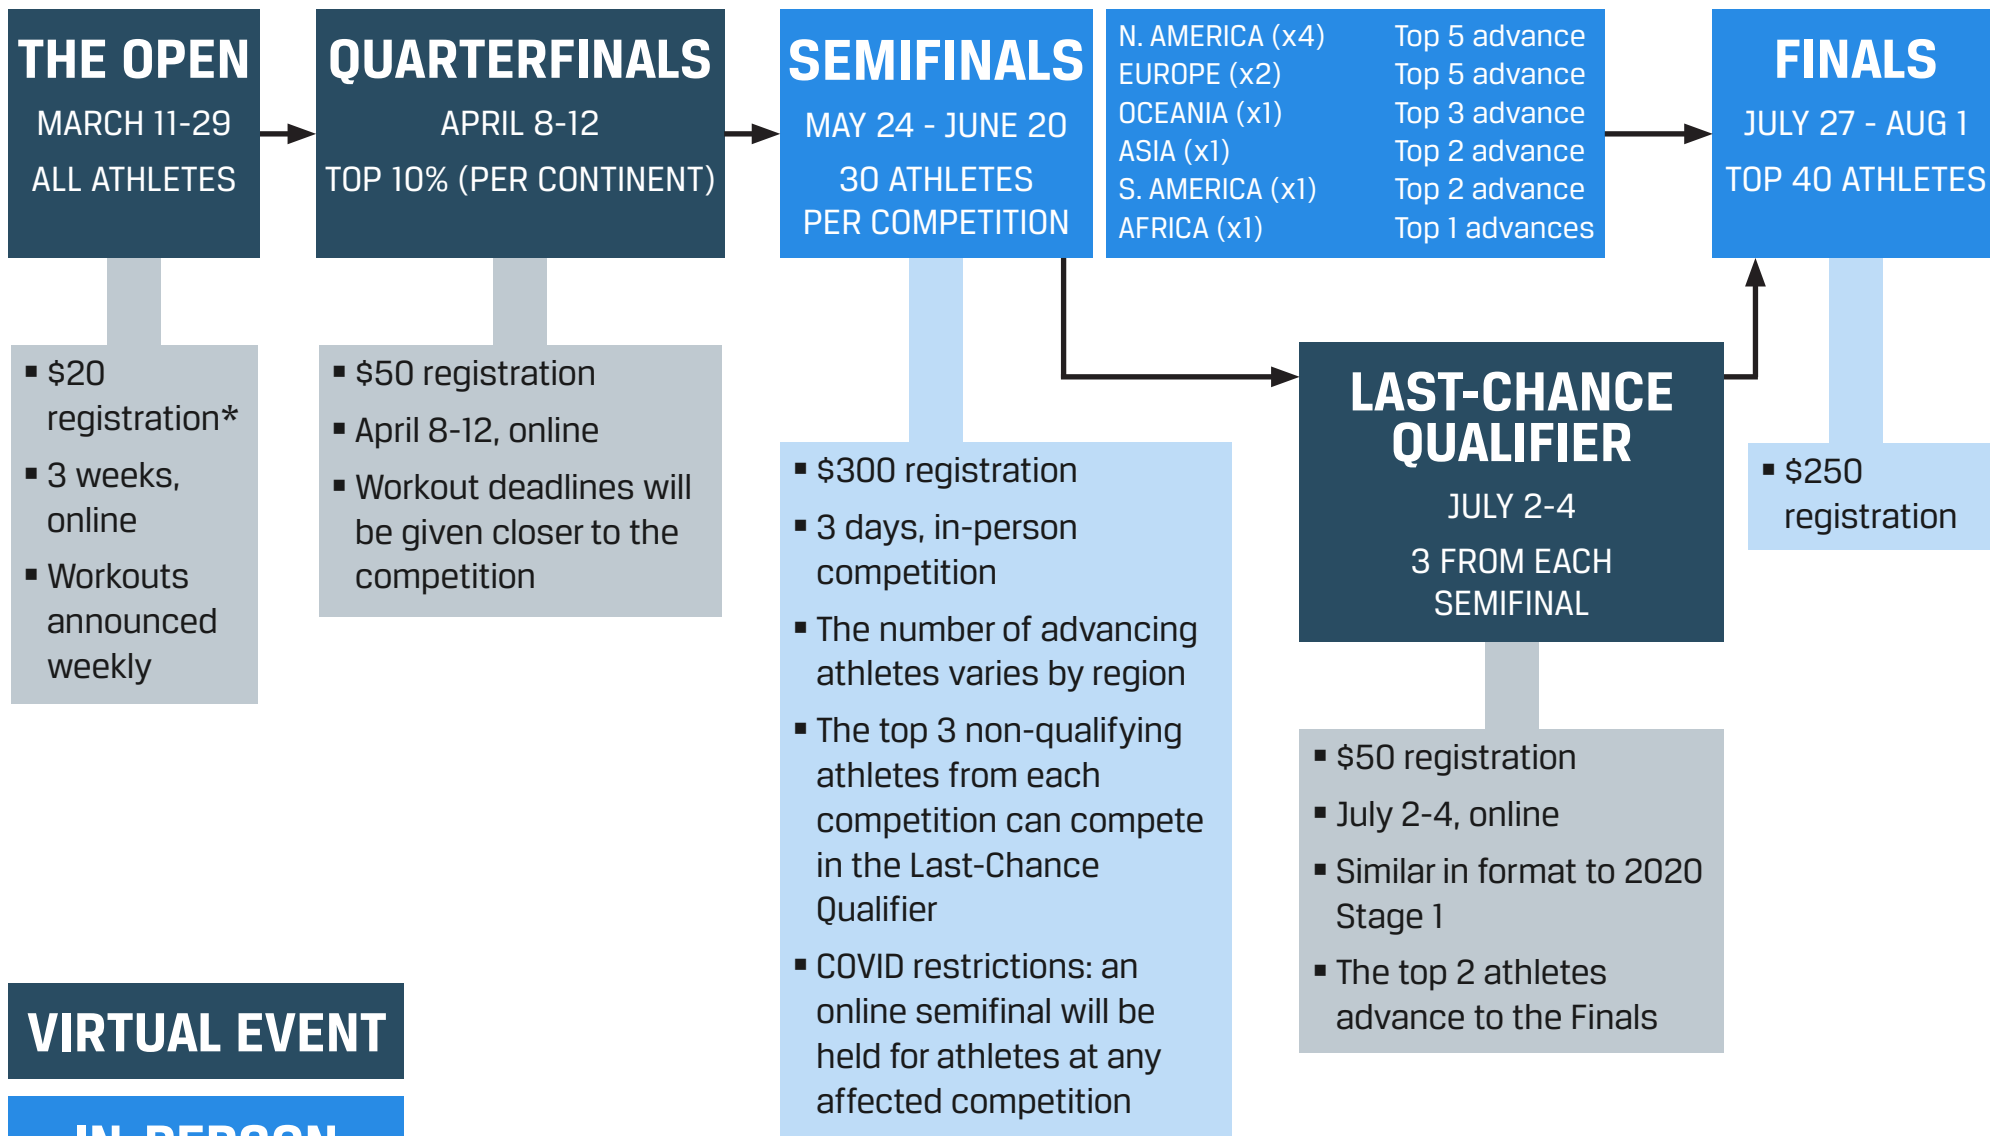 THE OPEN
MARCH 11-29
ALL ATHLETES
QUARTERFINALS
APRIL 8-12
TOP 10% (PER CONTINENT)
SEMIFINALS
MAY 24 - JUNE 20
30 ATHLETES
PER COMPETITION
N. AMERICA (x4) Top 5 advance
EUROPE (x2) Top 5 advance
OCEANIA (x1) Top 3 advance
ASIA (x1) Top 2 advance
S. AMERICA (x1) Top 2 advance
AFRICA (x1) Top 1 advances
FINALS
JULY 27 - AUG 1
TOP 40 ATHLETES
▪ $20
registration*
▪ 3 weeks,
online
▪ Workouts
announced
weekly
▪ $50 registration
▪ April 8-12, online
▪ Workout deadlines will
be given closer to the
competition
▪ $300 registration
▪ 3 days, in-person
competition
▪ The number of advancing
athletes varies by region
▪ The top 3 non-qualifying
athletes from each
competition can compete
in the Last-Chance
Qualifier
▪ COVID restrictions: an
online semifinal will be
held for athletes at any
affected competition
LAST-CHANCE
QUALIFIER
JULY 2-4
3 FROM EACH
SEMIFINAL
▪ $50 registration
▪ July 2-4, online
▪ Similar in format to 2020
Stage 1
▪ The top 2 athletes
advance to the Finals
▪ $250
registration
VIRTUAL EVENT
IN-PERSON